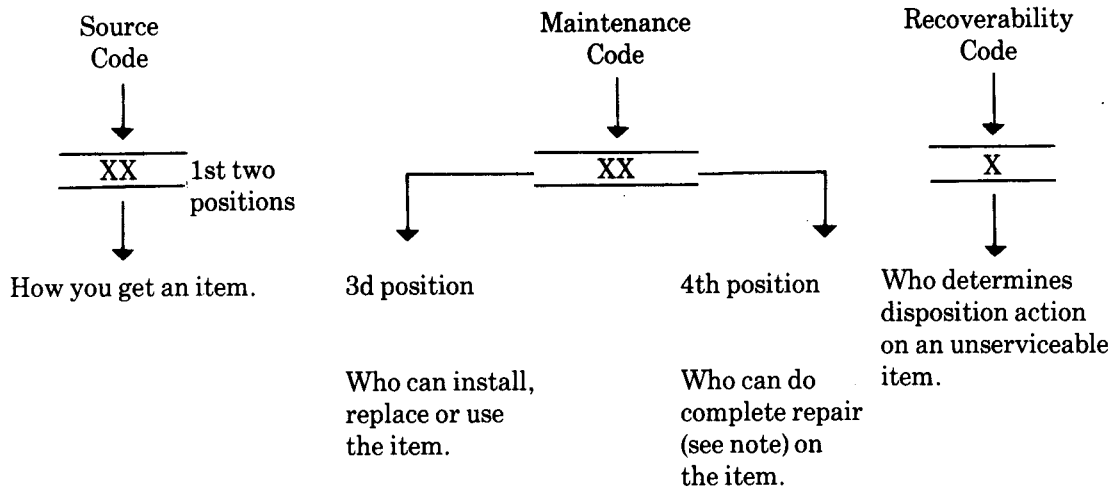 Source
Code
Maintenance
Code
Recoverability
Code
XX
1st two
positions
XX
X
How you get an item.
3d position
4th position
Who determines
disposition action
on an unserviceable
item.
Who can install,
replace or use
the item.
Who can do
complete repair
(see note) on
the item.